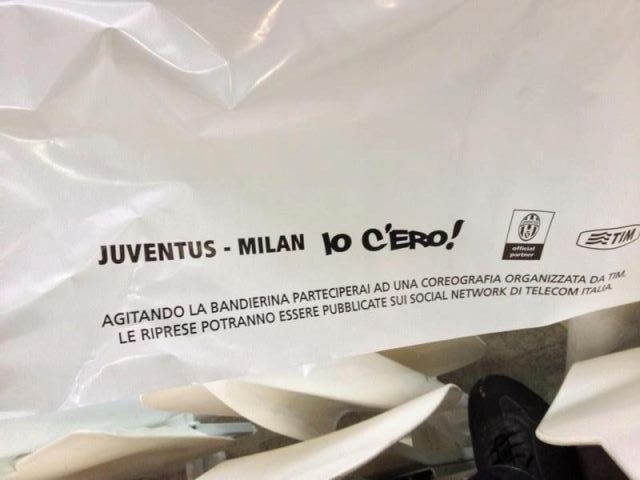 JUVENTUS - MILAN IO C'ERO!
official
partner
TIM
AGITANDO LA BANDIERINA PARTECIPERAI AD UNA COREOGRAFIA ORGANIZZATA DA TIM.
LE RIPRESE POTRANNO ESSERE PUBBLICATE SUI SOCIAL NETWORK DI TELECOM ITALIA.